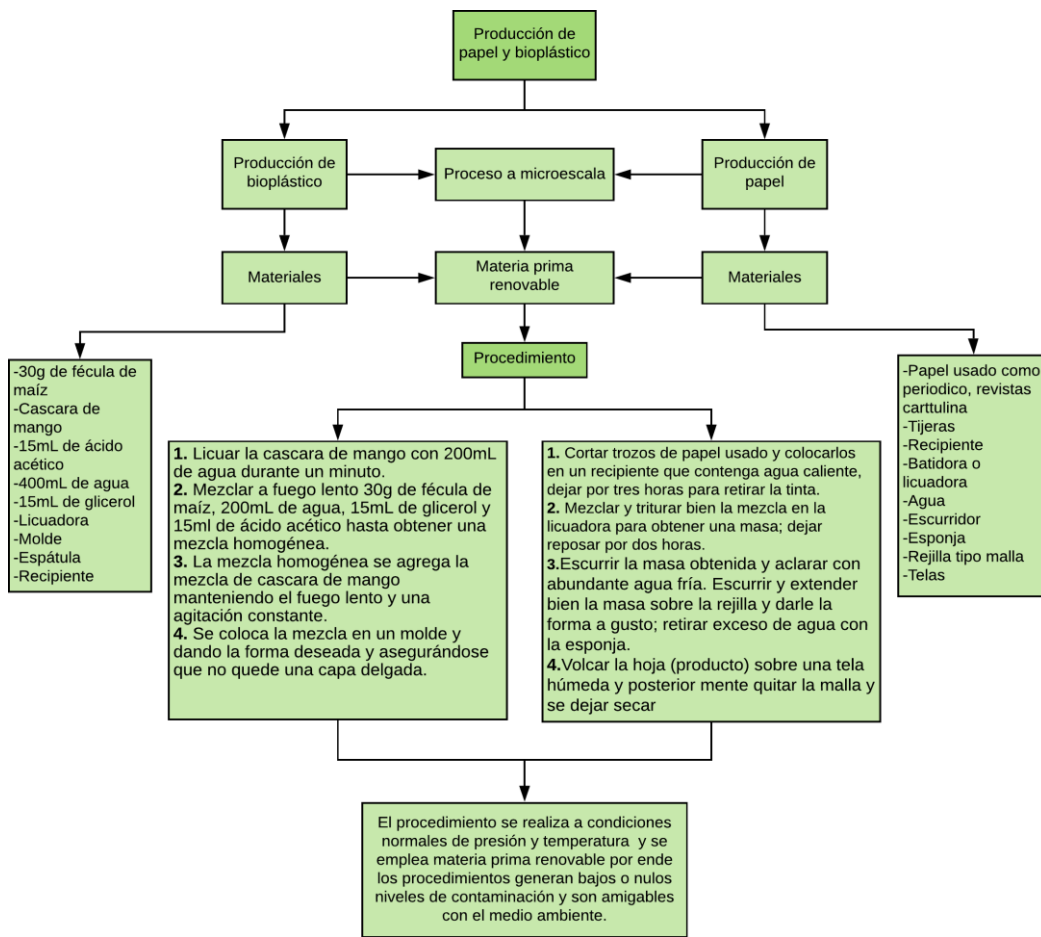 Producción de
papel y bioplástico
Producción de
bioplástico
Proceso a microescala
Producción de
papel
Materiales
Materia prima
renovable
Materiales
Procedimiento
-30g de fécula de
maíz
-Cascara de
mango
-15mL de ácido
acético
-400mL de agua
-15mL de glicerol
-Licuadora
-Molde
-Espátula
-Recipiente
1. Licuar la cascara de mango con 200mL
de agua durante un minuto.
2. Mezclar a fuego lento 30g de fécula de
maíz, 200mL de agua, 15mL de glicerol y
15ml de ácido acético hasta obtener una
mezcla homogénea.
3. La mezcla homogénea se agrega la
mezcla de cascara de mango
manteniendo el fuego lento y una
agitación constante.
4. Se coloca la mezcla en un molde y
dando la forma deseada y asegurándose
que no quede una capa delgada.
1. Cortar trozos de papel usado y colocarlos
en un recipiente que contenga agua caliente,
dejar por tres horas para retirar la tinta.
2. Mezclar y triturar bien la mezcla en la
licuadora para obtener una masa; dejar
reposar por dos horas.
3.Escurrir la masa obtenida y aclarar con
abundante agua fría. Escurrir y extender
bien la masa sobre la rejilla y darle la
forma a gusto; retirar exceso de agua con
la esponja.
4.Volcar la hoja (producto) sobre una tela
húmeda y posterior mente quitar la malla y
se dejar secar
-Papel usado como
periodico, revistas
carttulina
-Tijeras
-Recipiente
-Batidora o
licuadora
-Agua
-Escurridor
-Esponja
-Rejilla tipo malla
-Telas
El procedimiento se realiza a condiciones
normales de presión y temperatura y se
emplea materia prima renovable por ende
los procedimientos generan bajos o nulos
niveles de contaminación y son amigables
con el medio ambiente.